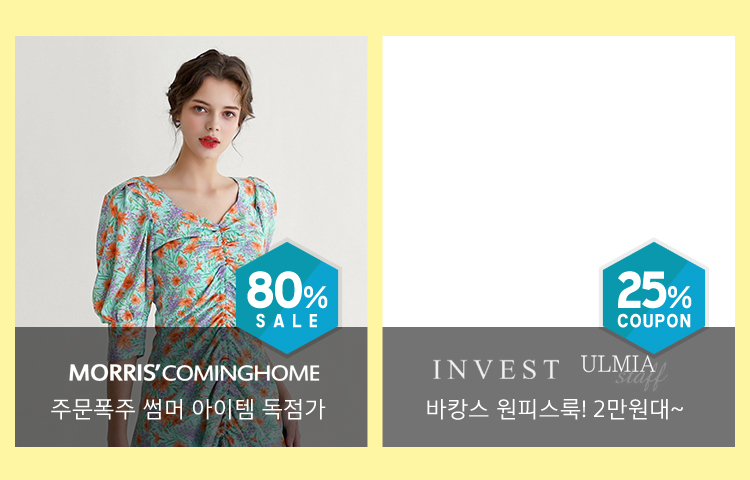 80%
SALE
MORRIS'COMINGHOME
주문폭주 썸머 아이템 독점가
25%
COUPON
INVEST ULMIA staff
바캉스 원피스룩! 2만원대~